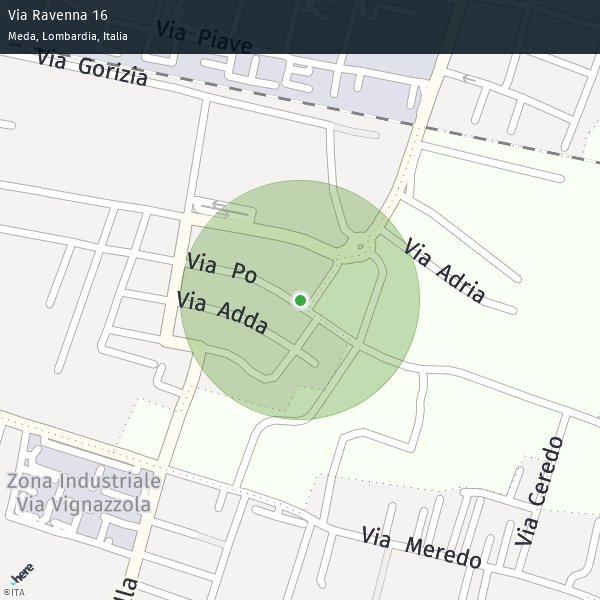 Via Ravenna 16
Meda, Lombardia, Italia
Via Piave
Via Gorizia
Via Adria
Via Po
Via Adda
Zona Industriale
Via Vignazzola
Via Ceredo
Via Meredo
lla
here
©ITA